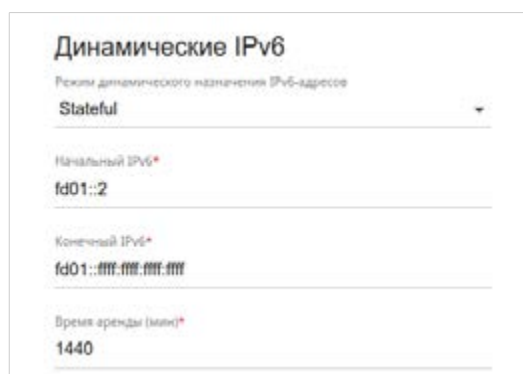 Динамические IPv6
Режим динамического назначения IPv6-адресов
Stateful
Начальный IPv6*
fd01::2
Конечный IPv6*
fd01::ffff:ffff:ffff:ffff
Время аренды (мин)*
1440